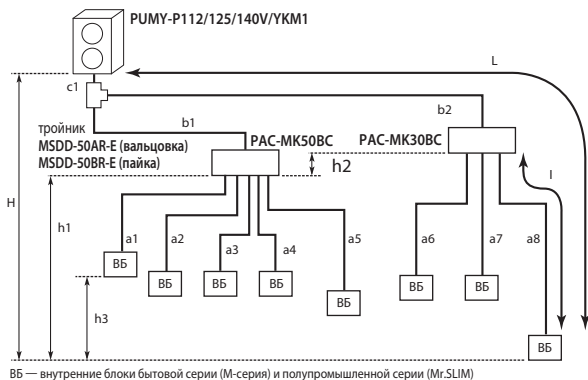 PUMY-P112/125/140V/YKM1
L
c1
b2
тройник
MSDD-50AR-E (вальцовка)
MSDD-50BR-E (пайка)
b1
PAC-MK50BC
PAC-MK30BC
h2
l
H
h1
a1
a2
a3
a4
a5
a6
a7
a8
ВБ
ВБ
ВБ
ВБ
ВБ
ВБ
ВБ
ВБ
h3
ВБ — внутренние блоки бытовой серии (М-серия) и полупромышленной серии (Mr.SLIM)